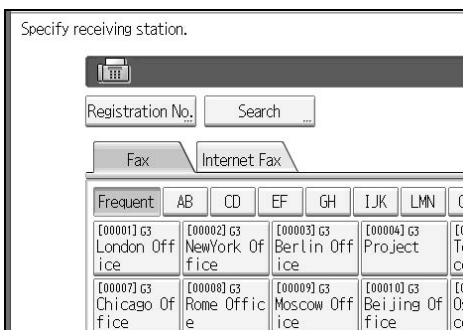 Specify receiving station.
Registration No. Search
Fax Internet Fax
Frequent AB CD EF GH IJK LMN
[00001] G3 [00002] G3 [00003] G3 [00004] G3
London Off NewYork Of Berlin Off Project
ice fice ice
[00007] G3 [00008] G3 [00009] G3 [00010] G3
Chicago Of Rome Offic Moscow Off Beijing Of
fice e ice fice